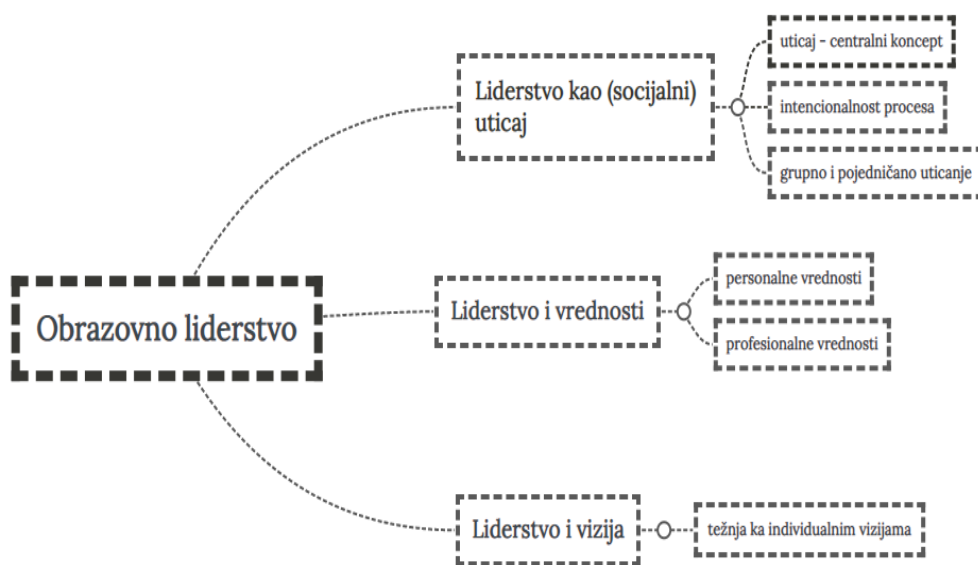 uticaj - centralni koncept
Liderstvo kao (socijalni)
uticaj
intencionalnost procesa
grupno i pojedničano uticanje
Obrazovno liderstvo
Liderstvo i vrednosti
personalne vrednosti
profesionalne vrednosti
Liderstvo i vizija
težnja ka individualnim vizijama